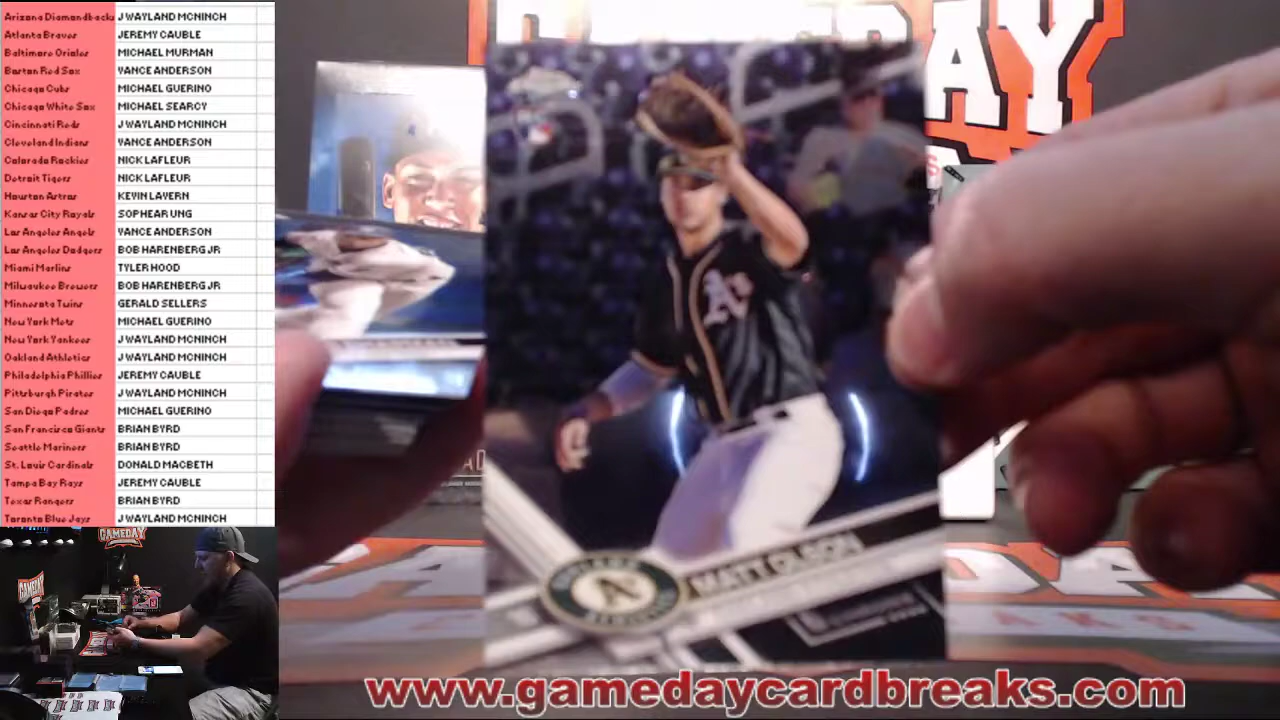 Arizona Diamondbacks J WAYLAND MCNINCH
Atlanta Braves JEREMY CAUBLE
Baltimore Orioles MICHAEL MURMAN
Boston Red Sox VANCE ANDERSON
Chicago Cubs MICHAEL GUERINO
Chicago White Sox MICHAEL SEARCY
Cincinnati Reds J WAYLAND MCNINCH
Cleveland Indians VANCE ANDERSON
Colorado Rockies NICK LAFLEUR
Detroit Tigers NICK LAFLEUR
Houston Astros KEVIN LAVERN
Kansas City Royals SOPHEAR UNG
Los Angeles Angels VANCE ANDERSON
Los Angeles Dodgers BOB HARENBERG JR
Miami Marlins TYLER HOOD
Milwaukee Brewers BOB HARENBERG JR
Minnesota Twins GERALD SELLERS
New York Mets MICHAEL GUERINO
New York Yankees J WAYLAND MCNINCH
Oakland Athletics J WAYLAND MCNINCH
Philadelphia Phillies JEREMY CAUBLE
Pittsburgh Pirates J WAYLAND MCNINCH
San Diego Padres MICHAEL GUERINO
San Francisco Giants BRIAN BYRD
Seattle Mariners BRIAN BYRD
St. Louis Cardinals DONALD MACBETH
Tampa Bay Rays JEREMY CAUBLE
Texas Rangers BRIAN BYRD
Toronto Blue Jays J WAYLAND MCNINCH
AY
A's
MATT OLSON
A
GAMEDAY
GAMEDAY
www.gamedaycardbreaks.com